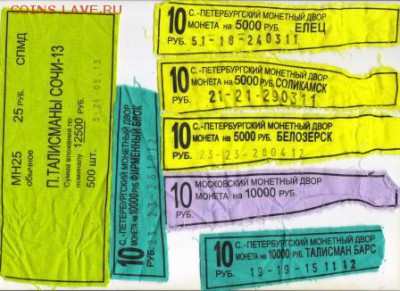 COINS.LAVE.RU
МН25 25 РУБ. СПМД
обычное
П.ТАЛИСМАНЫ СОЧИ-13
Сумма вложения по
номиналу 12500 РУБ.
500 шт.
10 С.-ПЕТЕРБУРГСКИЙ МОНЕТНЫЙ ДВОР
РУБ. МОНЕТА на 10000 РУБ. ФИРМЕННЫЙ
10 С.-ПЕТЕРБУРГСКИЙ МОНЕТНЫЙ ДВОР
МОНЕТА на 5000 РУБ. ЕЛЕЦ
РУБ. 51-18-240311
10 С.-ПЕТЕРБУРГСКИЙ МОНЕТНЫЙ ДВОР
МОНЕТА на 5000 РУБ. СОЛИКАМСК
РУБ. 21-21-290311
10 С.-ПЕТЕРБУРГСКИЙ МОНЕТНЫЙ ДВОР
МОНЕТА на 5000 РУБ. БЕЛОЗЕРСК
РУБ. 23-23-280412
10 МОСКОВСКИЙ МОНЕТНЫЙ ДВОР
МОНЕТА на 10000 РУБ.
РУБ.
10 С.-ПЕТЕРБУРГСКИЙ МОНЕТНЫЙ ДВОР
МОНЕТА на 10000 РУБ. ТАЛИСМАН БАРС
РУБ. 19-19-151112